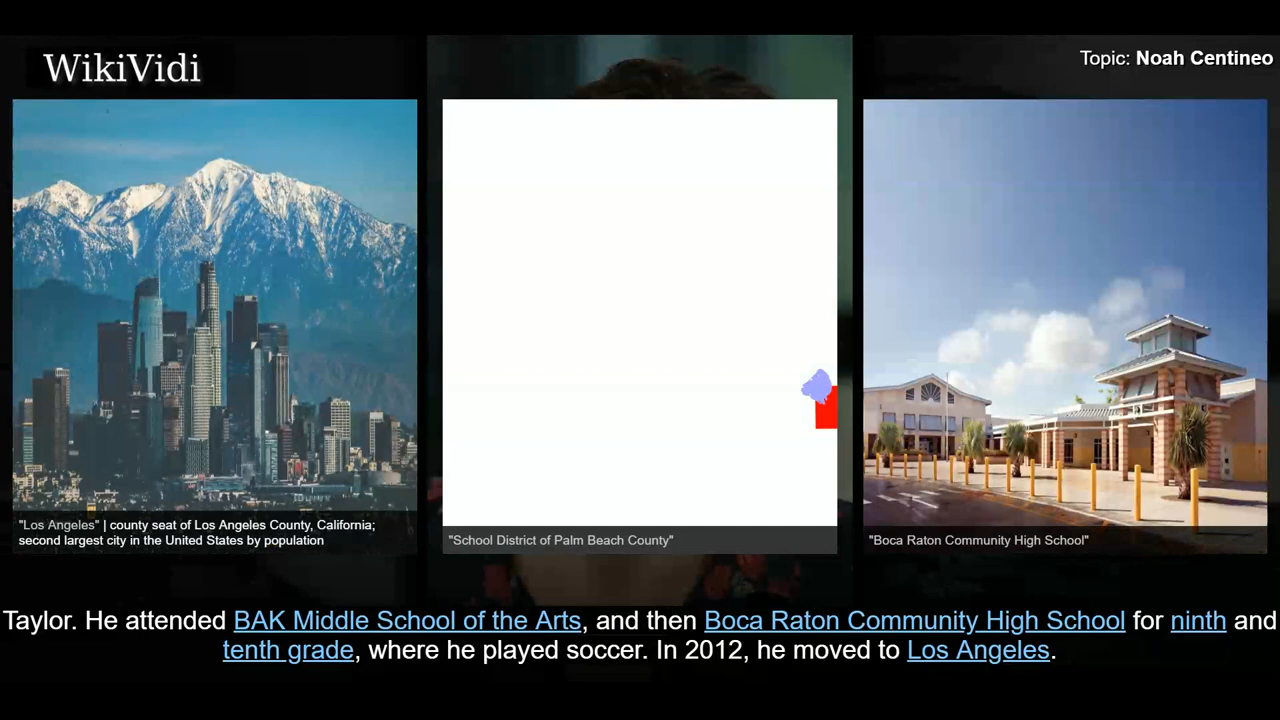 WikiVidi
Topic: Noah Centineo
"Los Angeles" | county seat of Los Angeles County, California;
second largest city in the United States by population
"School District of Palm Beach County"
"Boca Raton Community High School"
Taylor. He attended BAK Middle School of the Arts, and then Boca Raton Community High School for ninth and
tenth grade, where he played soccer. In 2012, he moved to Los Angeles.